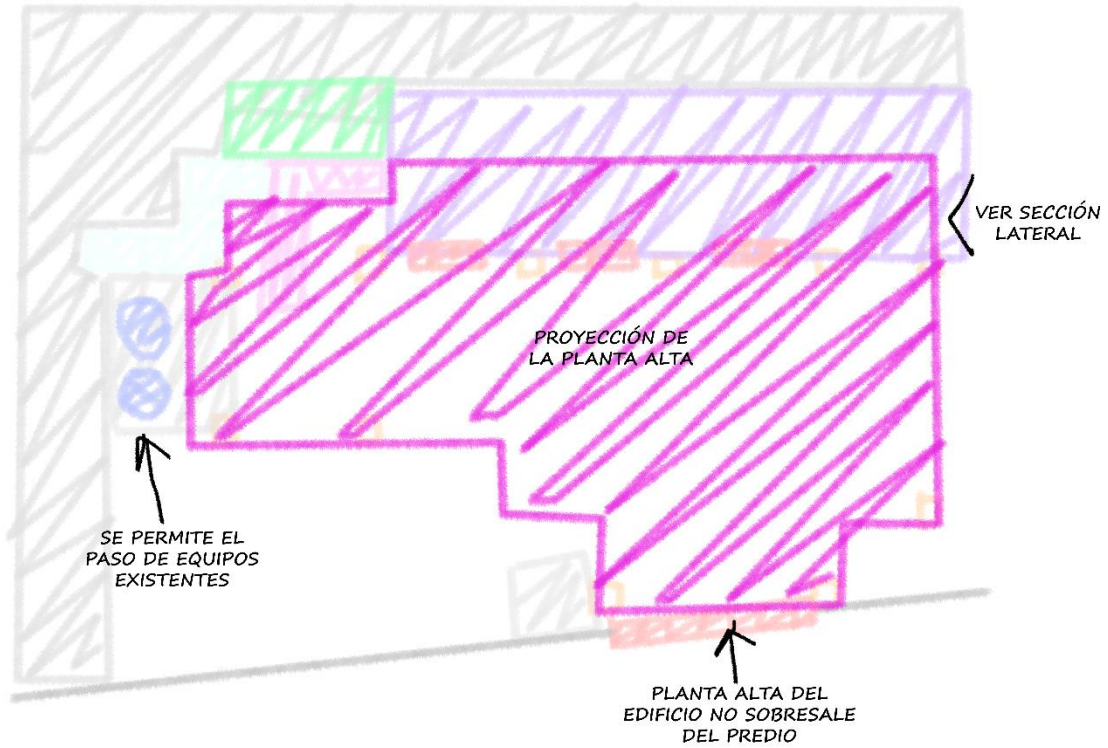 VER SECCIÓN
LATERAL
PROYECCIÓN DE
LA PLANTA ALTA
SE PERMITE EL
PASO DE EQUIPOS
EXISTENTES
PLANTA ALTA DEL
EDIFICIO NO SOBRESALE
DEL PREDIO